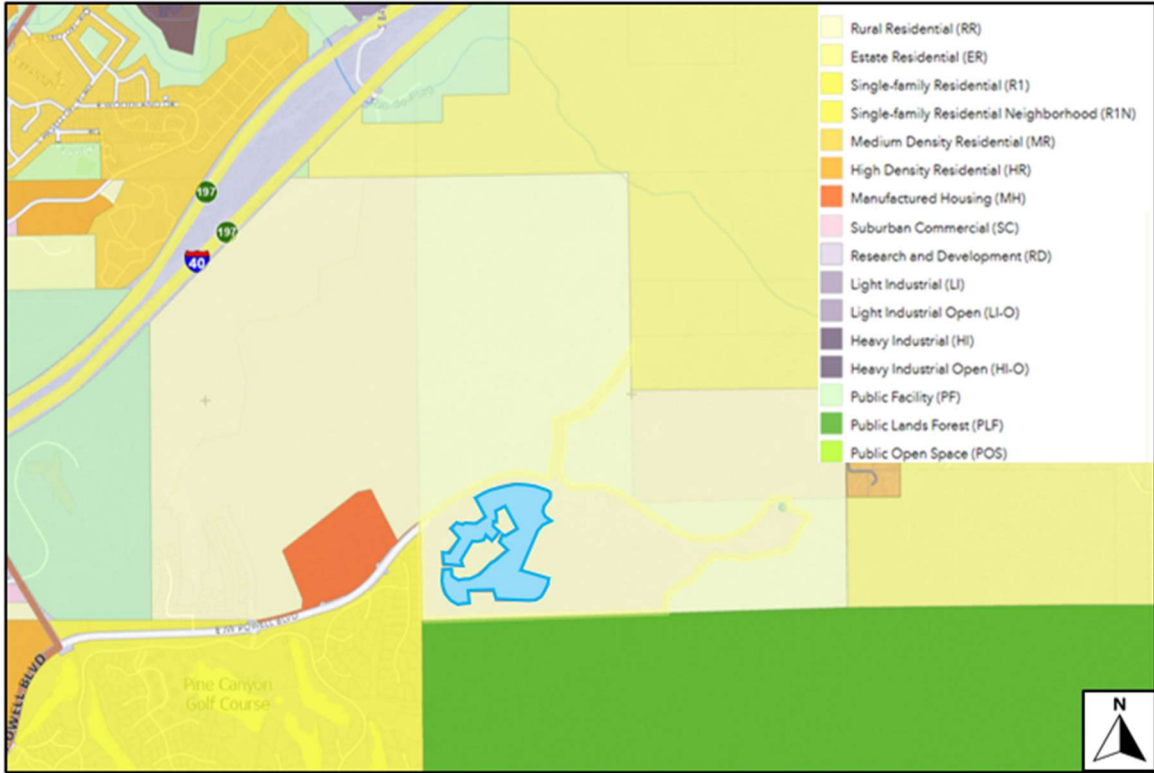 Rural Residential (RR)
Estate Residential (ER)
Single-family Residential (R1)
Single-family Residential Neighborhood (R1N)
Medium Density Residential (MR)
High Density Residential (HR)
Manufactured Housing (MH)
Suburban Commercial (SC)
Research and Development (RD)
Light Industrial (LI)
Light Industrial Open (LI-O)
Heavy Industrial (HI)
Heavy Industrial Open (HI-O)
Public Facility (PF)
Public Lands Forest (PLF)
Public Open Space (POS)
197
197
40
BLVD
OWELL BLVD
Pine Canyon
Golf Course
N